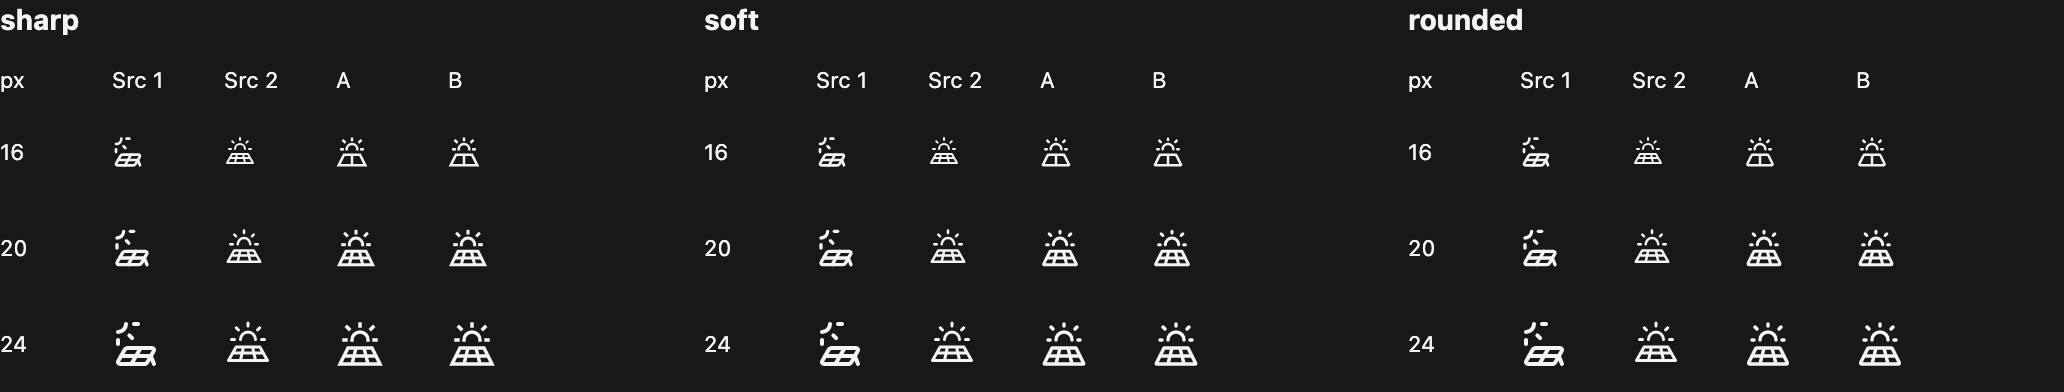 sharp soft rounded
px Src 1 Src 2 A B px Src 1 Src 2 A B px Src 1 Src 2 A B
16 16 16
20 20 20
24 24 24